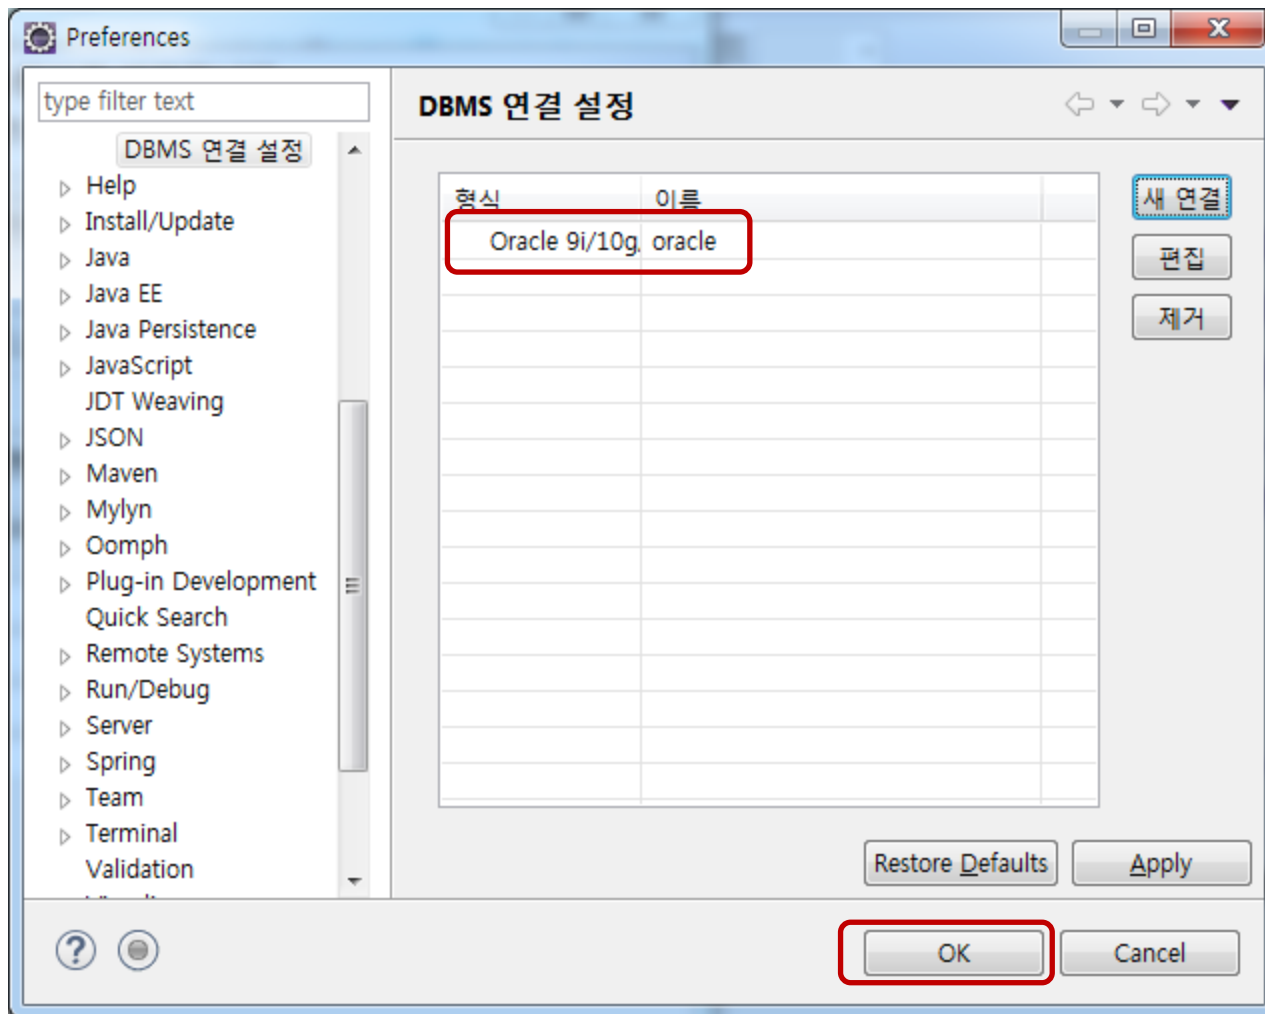 Preferences
type filter text
DBMS 연결 설정
Help
Install/Update
Java
Java EE
Java Persistence
JavaScript
JDT Weaving
JSON
Maven
Mylyn
Oomph
Plug-in Development
Quick Search
Remote Systems
Run/Debug
Server
Spring
Team
Terminal
Validation
DBMS 연결 설정
형식 이름
Oracle 9i/10g, oracle
새 연결
편집
제거
Restore Defaults Apply
OK Cancel